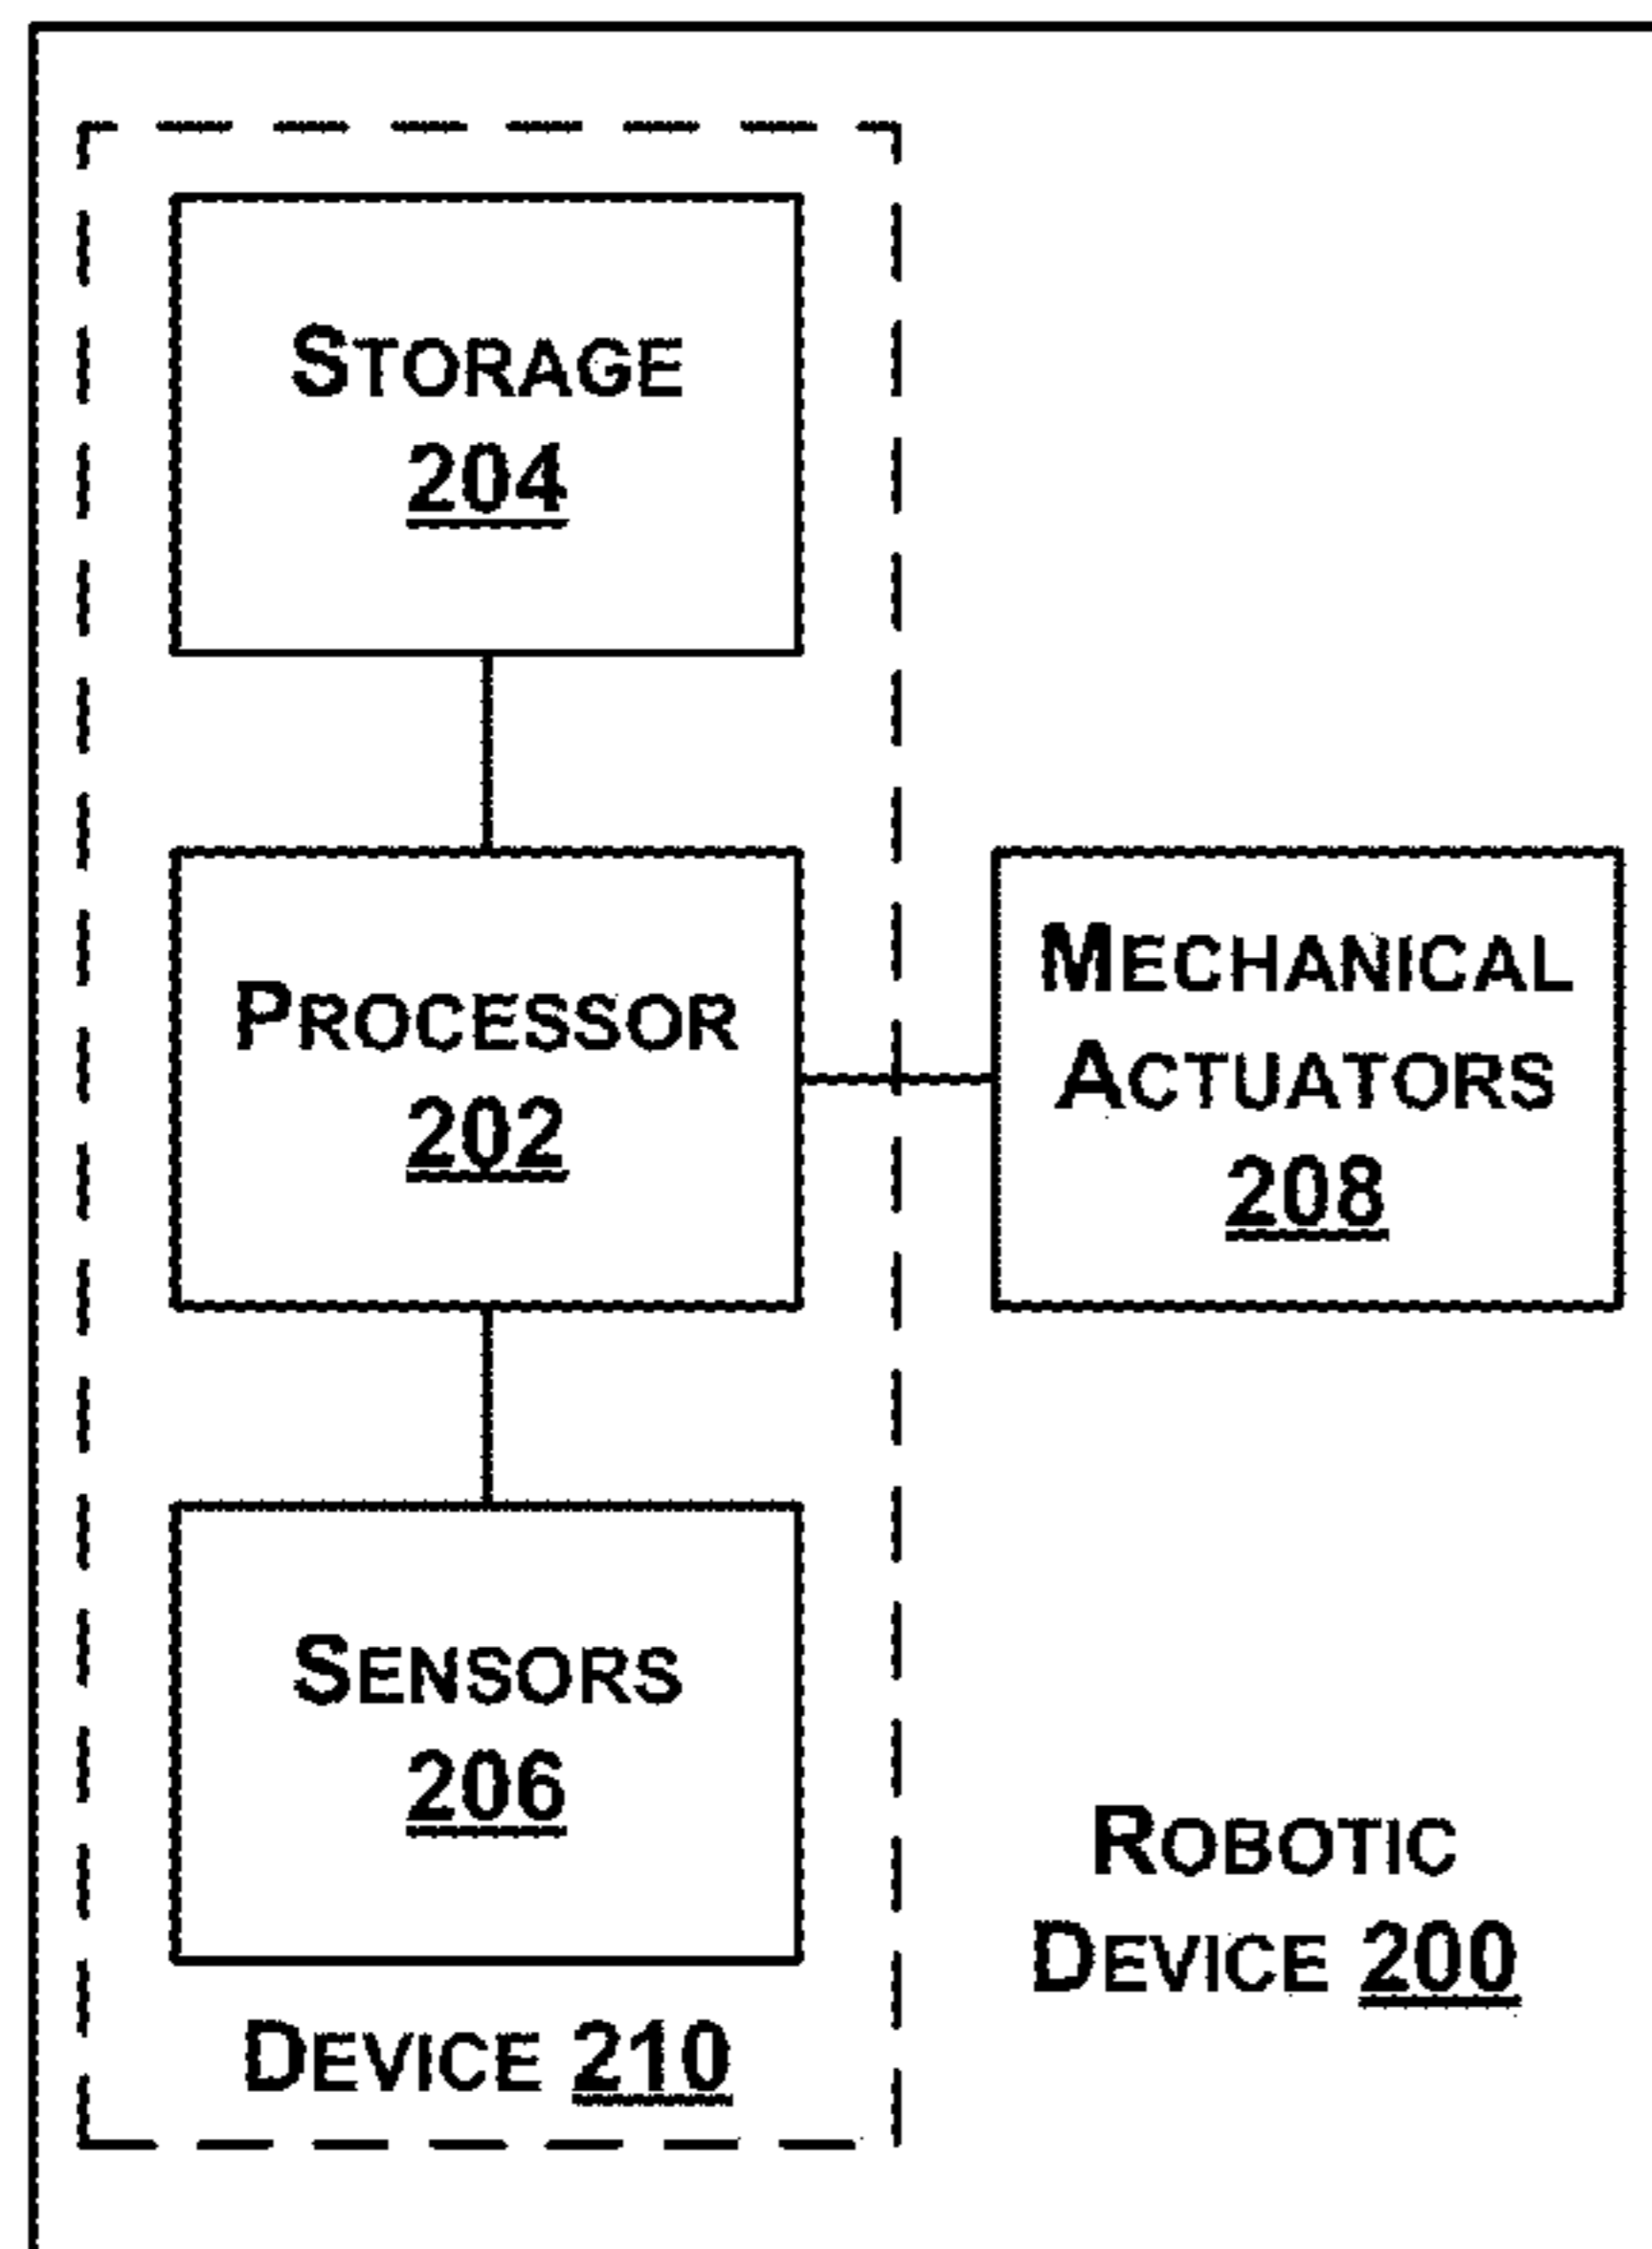 STORAGE
204
PROCESSOR
202
MECHANICAL
ACTUATORS
208
SENSORS
206
DEVICE 210
ROBOTIC
DEVICE 200